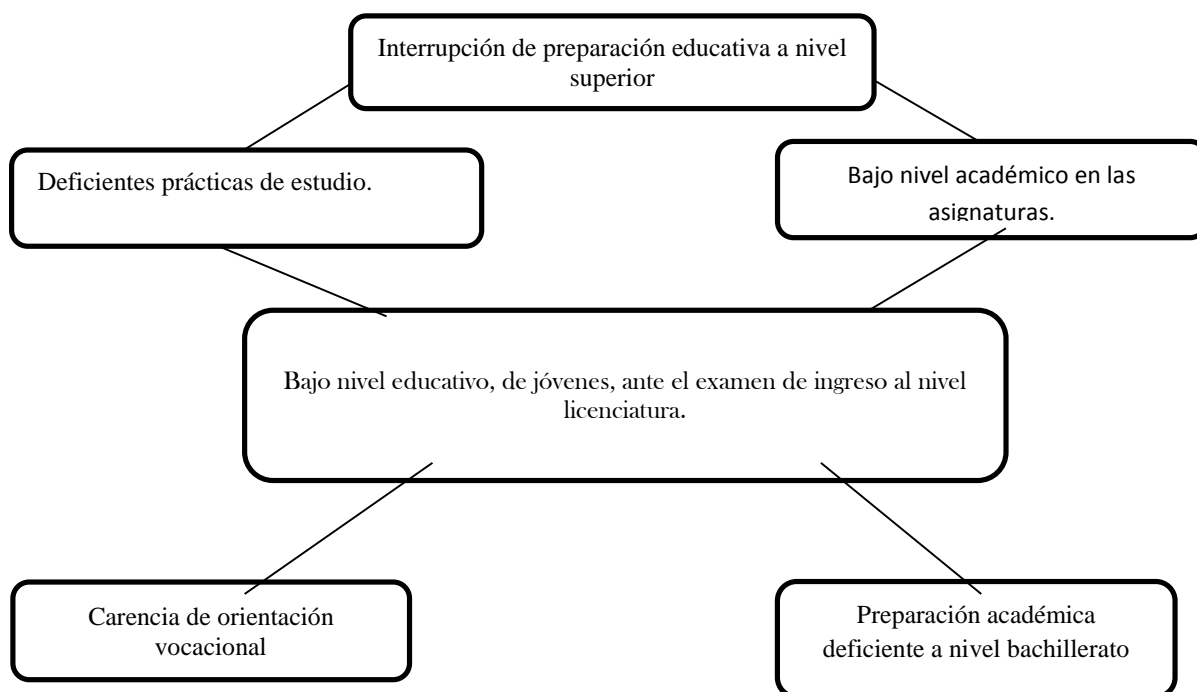 Interrupción de preparación educativa a nivel
superior
Deficientes prácticas de estudio.
Bajo nivel académico en las
asignaturas.
Bajo nivel educativo, de jóvenes, ante el examen de ingreso al nivel
licenciatura.
Carencia de orientación
vocacional
Preparación académica
deficiente a nivel bachillerato